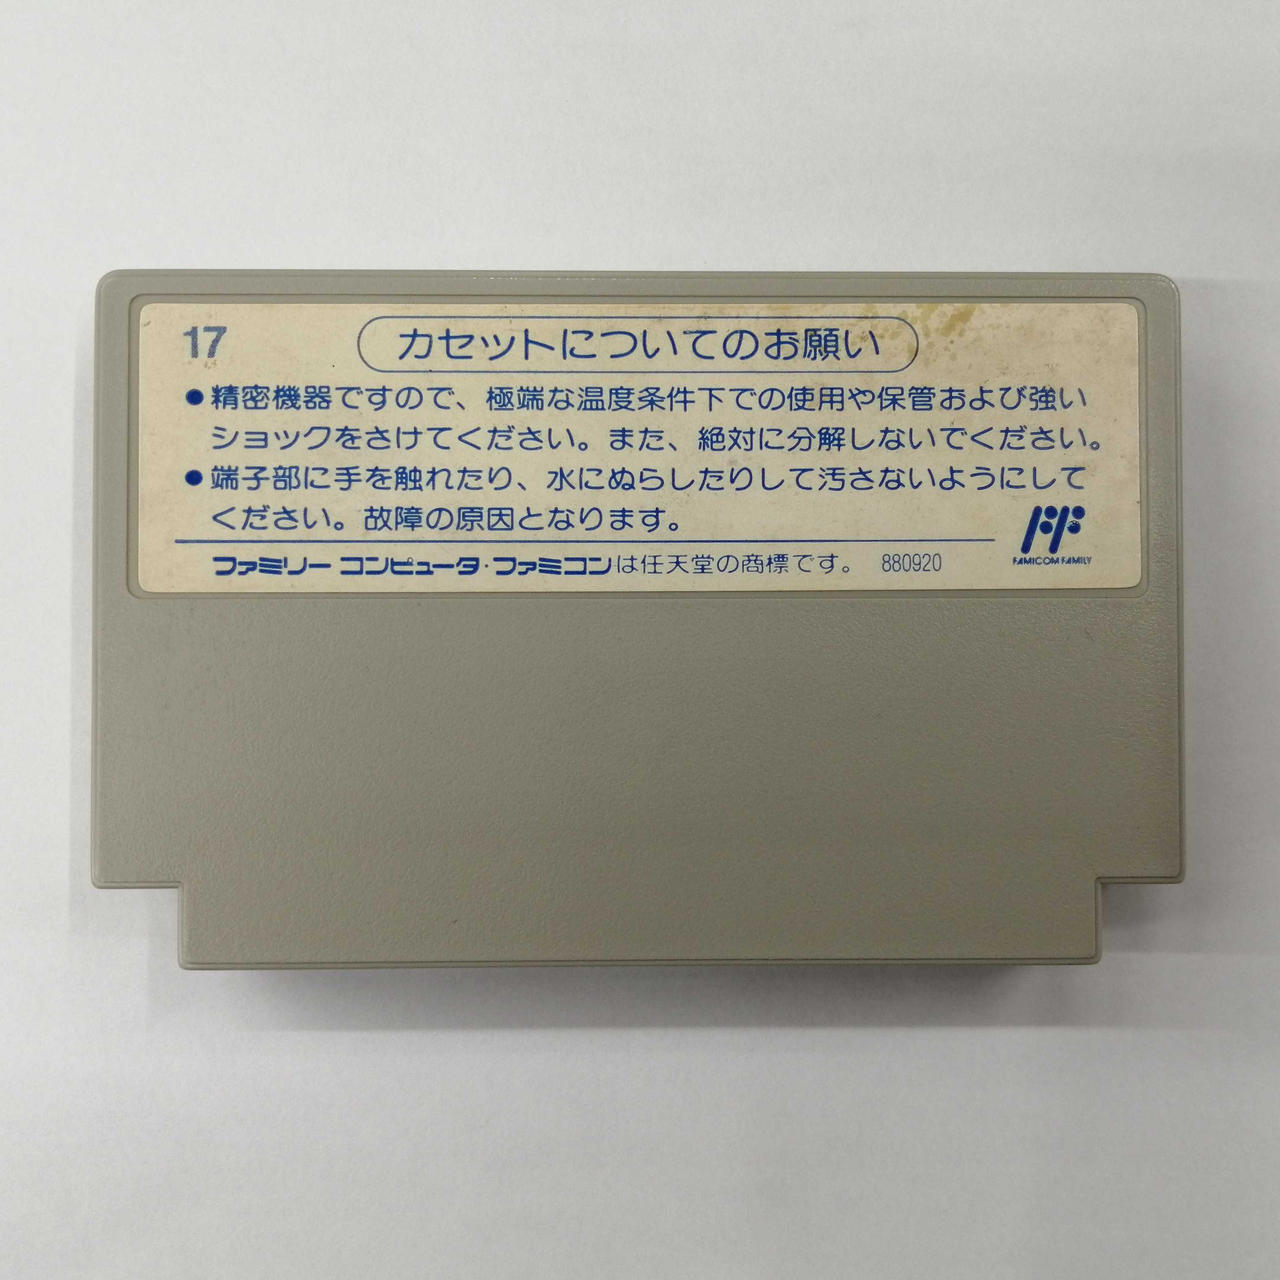 17
カセットについてのお願い
●精密機器ですので、極端な温度条件下での使用や保管および強い
ショックをさけてください。また、絶対に分解しないでください。
●端子部に手を触れたり、水にぬらしたりして汚さないようにして
ください。故障の原因となります。
FF
FAMICOM FAMILY
ファミリー コンピュータ・ファミコンは任天堂の商標です。 880920